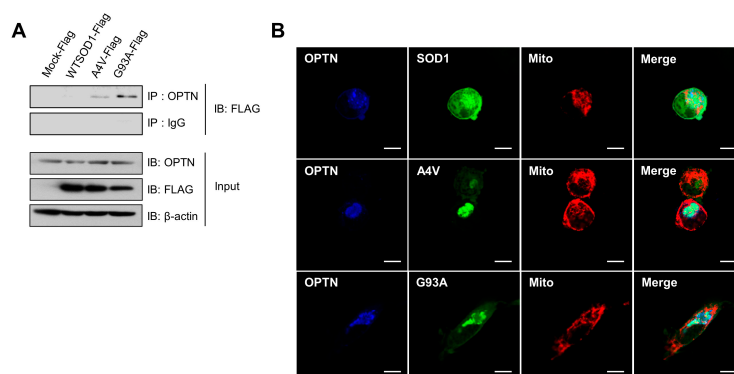 A
Mock-Flag
WTSOD1-Flag
A4V-Flag
G93A-Flag
IP : OPTN
IP : IgG
IB: FLAG
IB: OPTN
IB: FLAG
IB: β-actin
Input
B
OPTN SOD1 Mito Merge
OPTN A4V Mito Merge
OPTN G93A Mito Merge